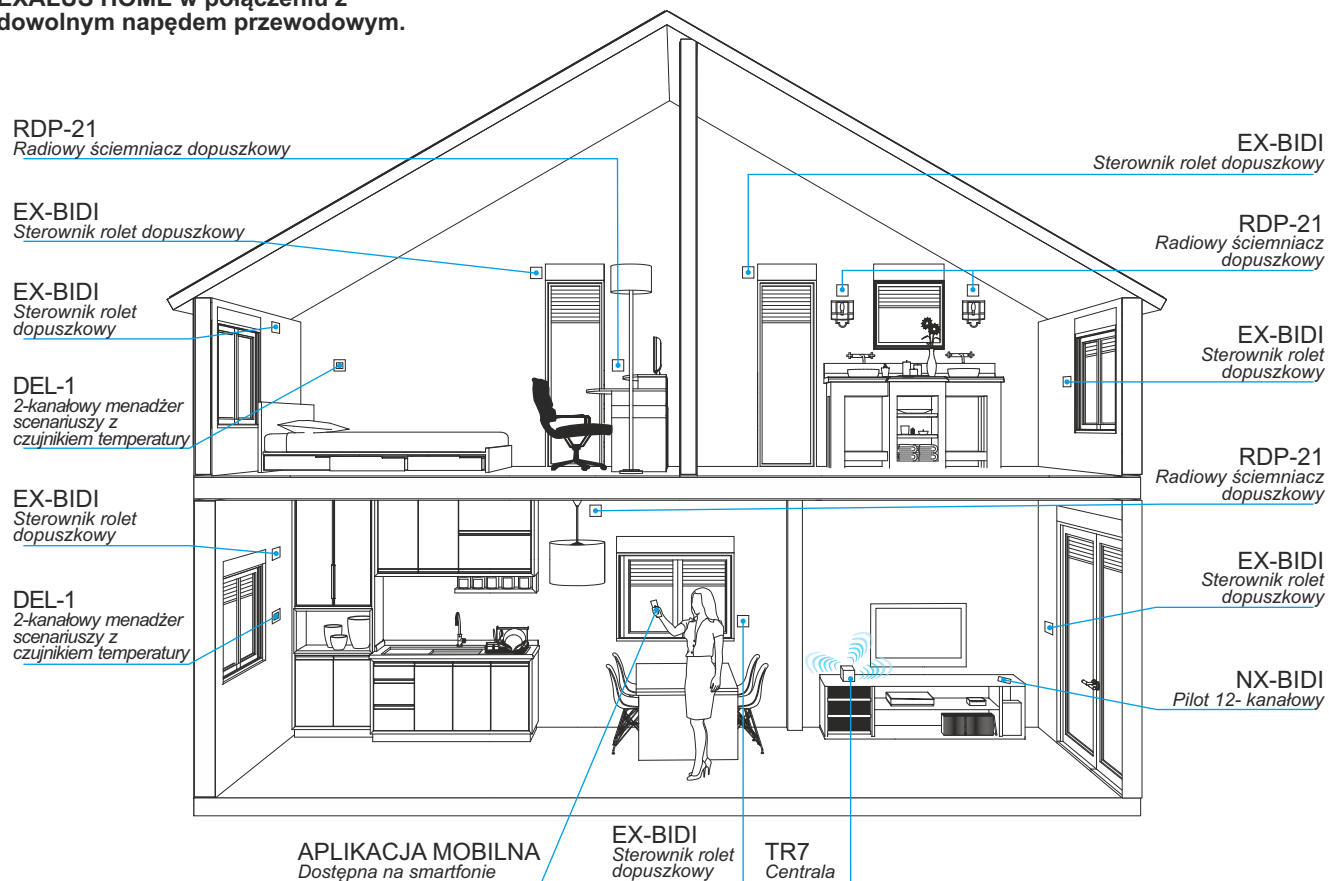 EXALUS HOME w połączeniu z
dowolnym napędem przewodowym.
RDP-21
Radiowy ściemniacz dopuszkowy
EX-BIDI
Sterownik rolet dopuszkowy
EX-BIDI
Sterownik rolet
dopuszkowy
DEL-1
2-kanałowy menadżer
scenariuszy z
czujnikiem temperatury
EX-BIDI
Sterownik rolet
dopuszkowy
DEL-1
2-kanałowy menadżer
scenariuszy z
czujnikiem temperatury
EX-BIDI
Sterownik rolet dopuszkowy
RDP-21
Radiowy ściemniacz
dopuszkowy
EX-BIDI
Sterownik rolet
dopuszkowy
RDP-21
Radiowy ściemniacz
dopuszkowy
EX-BIDI
Sterownik rolet
dopuszkowy
NX-BIDI
Pilot 12- kanałowy
APLIKACJA MOBILNA
Dostępna na smartfonie
EX-BIDI
Sterownik rolet
dopuszkowy
TR7
Centrala